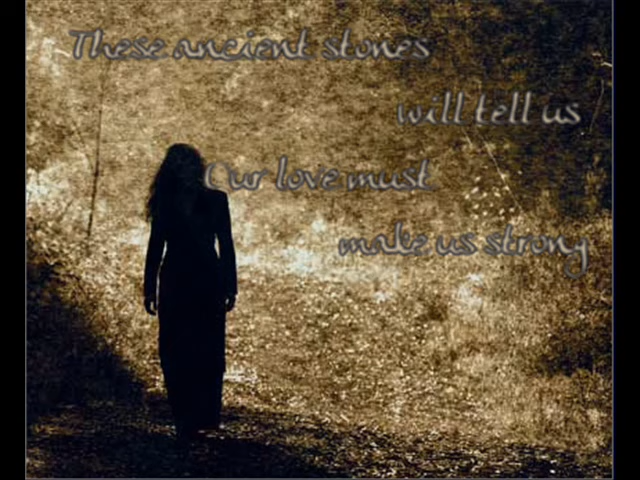 These ancient stones
will tell us
Our love must
make us strong